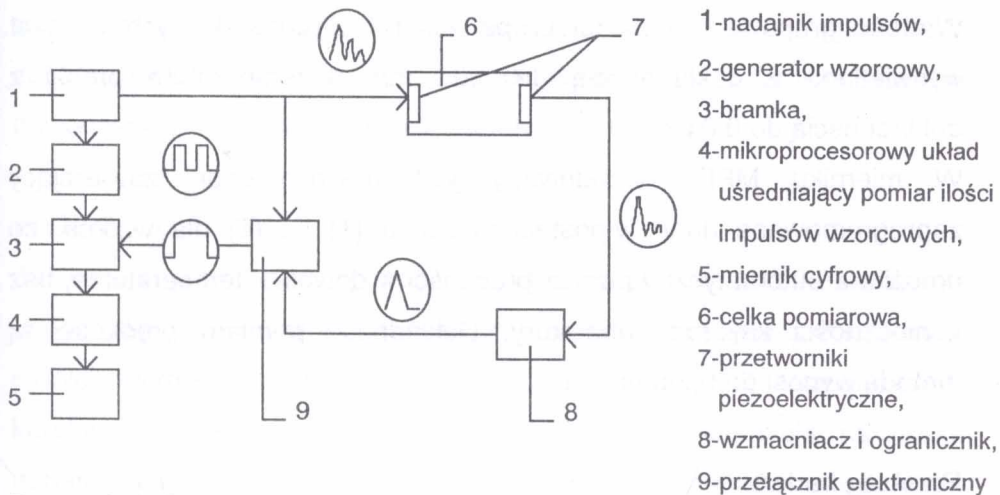 6
7
1
2
3
4
5
9
8
1-nadajnik impulsów,
2-generator wzorcowy,
3-bramka,
4-mikroprocesorowy układ
uśredniający pomiar ilości
impulsów wzorcowych,
5-miernik cyfrowy,
6-celka pomiarowa,
7-przetworniki
piezoelektryczne,
8-wzmacniacz i ogranicznik,
9-przełącznik elektroniczny